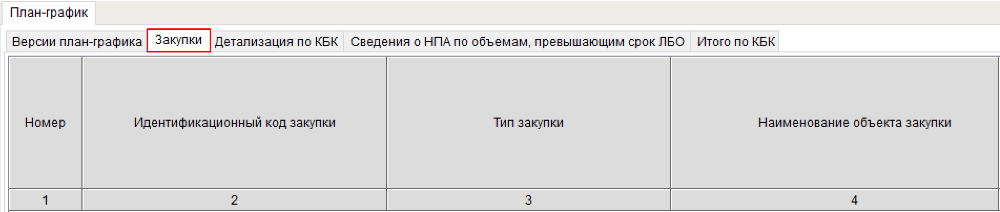 План-график
Версии план-графика Закупки Детализация по КБК Сведения о НПА по объемам, превышающим срок ЛБО Итого по КБК
Номер Идентификационный код закупки Тип закупки Наименование объекта закупки
1 2 3 4